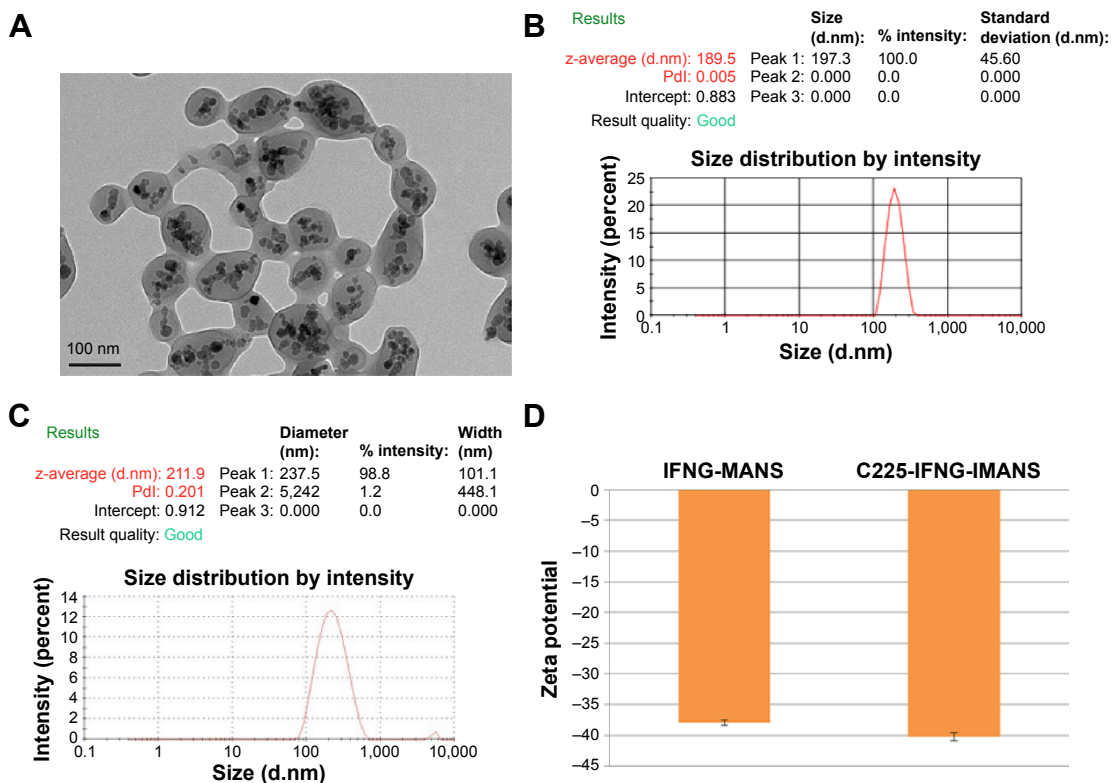 A
100 nm
B
Results
Size (d.nm): % intensity: Standard deviation (d.nm):
z-average (d.nm): 189.5 Peak 1: 197.3 100.0 45.60
PdI: 0.005 Peak 2: 0.000 0.0 0.000
Intercept: 0.883 Peak 3: 0.000 0.0 0.000
Result quality: Good
Size distribution by intensity
Intensity (percent)
25
20
15
10
5
0
0.1 1 10 100 1,000 10,000
Size (d.nm)
C
Results
Diameter (nm): % intensity: Width (nm)
z-average (d.nm): 211.9 Peak 1: 237.5 98.8 101.1
PdI: 0.201 Peak 2: 5,242 1.2 448.1
Intercept: 0.912 Peak 3: 0.000 0.0 0.000
Result quality: Good
Size distribution by intensity
Intensity (percent)
14
12
10
8
6
4
2
0
0.1 1 10 100 1,000 10,000
Size (d.nm)
D
IFNG-MANS C225-IFNG-IMANS
Zeta potential
0
–5
–10
–15
–20
–25
–30
–35
–40
–45